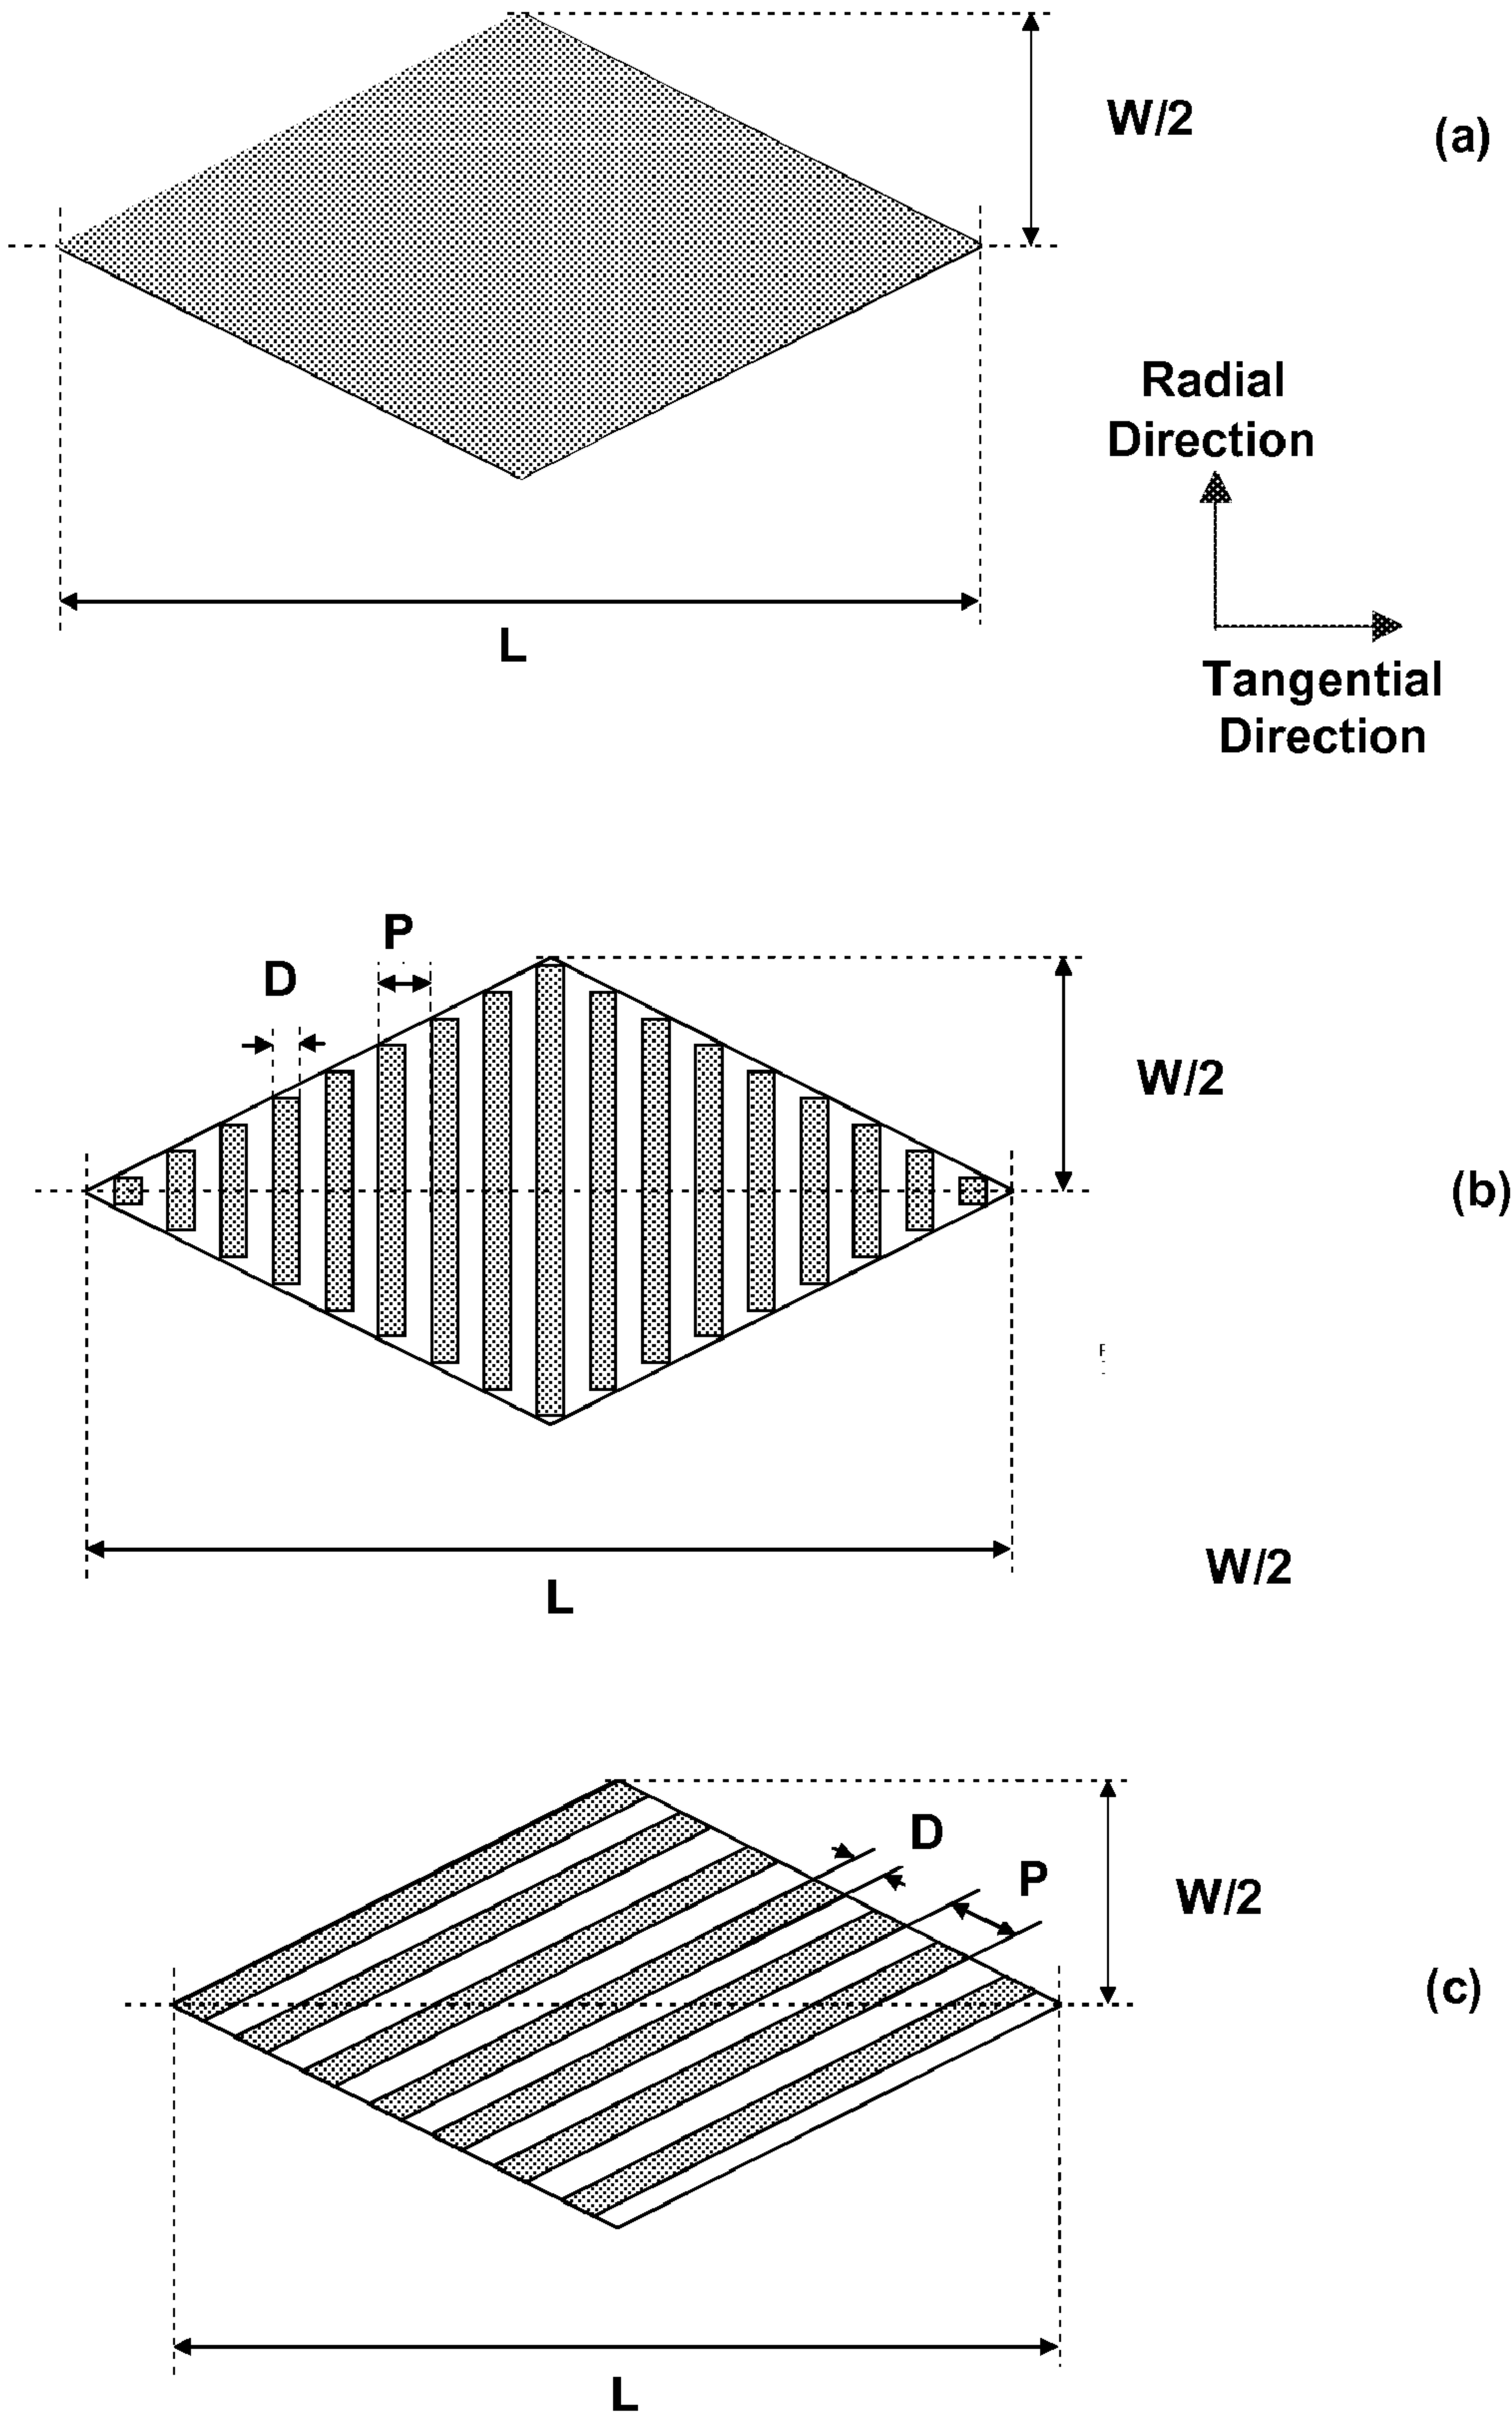 W/2
(a)
Radial
Direction
L
Tangential
Direction
P
D
W/2
(b)
W/2
L
D
P
W/2
(c)
L